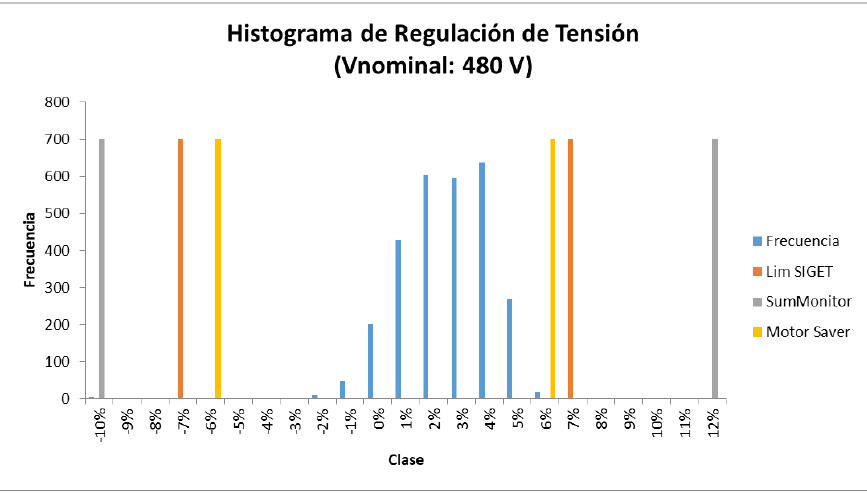 Histograma de Regulación de Tensión
(Vnominal: 480 V)
800
700
600
500
400
300
200
100
0
Frecuencia
-10% -9% -8% -7% -6% -5% -4% -3% -2% -1% 0% 1% 2% 3% 4% 5% 6% 7% 8% 9% 10% 11% 12%
Clase
Frecuencia
Lim SIGET
SumMonitor
Motor Saver